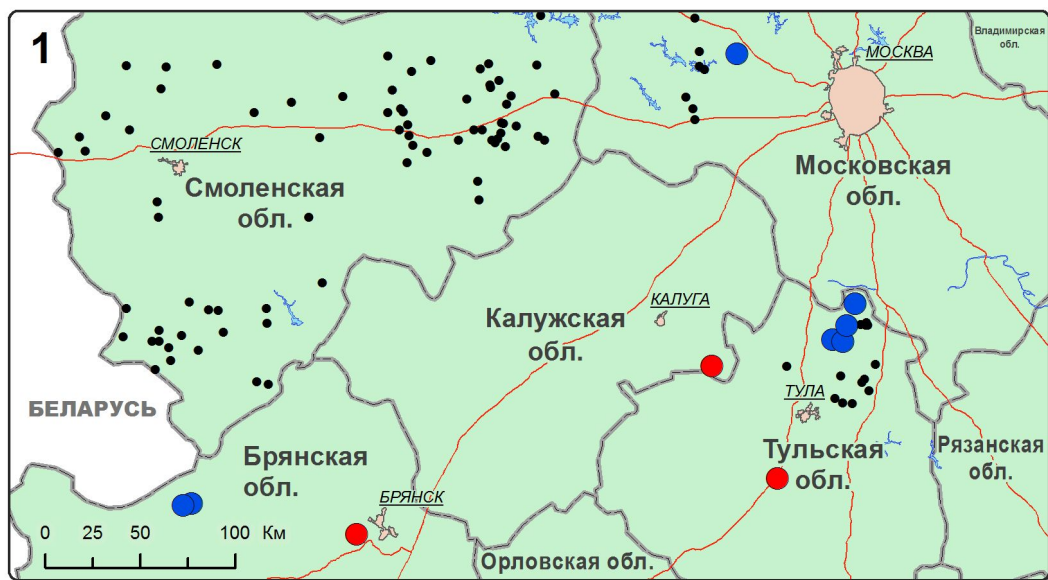 1
Владимирская
обл.
МОСКВА
СМОЛЕНСК
Смоленская
обл.
Московская
обл.
КАЛУГА
Калужская
обл.
БЕЛАРУСЬ
ТУЛА
Тульская
обл.
Рязанская
обл.
Брянская
обл.
БРЯНСК
0 25 50 100 Км
Орловская обл.